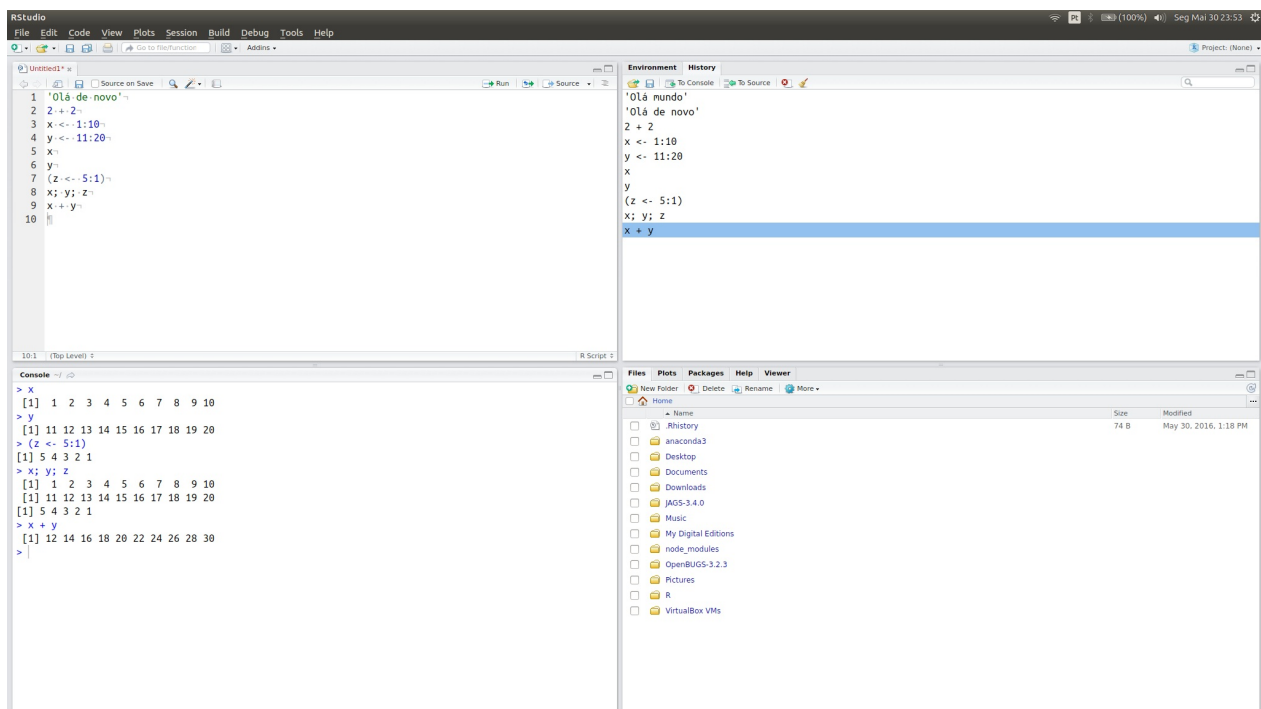 RStudio
Pt (100%) Seg Mai 30 23:53
File Edit Code View Plots Session Build Debug Tools Help
Go to file/function Addins
Project: (None)
Untitled1*
Source on Save Run Source
1 'Olá de novo'
2 2 + 2
3 x <- 1:10
4 y <- 11:20
5 x
6 y
7 (z <- 5:1)
8 x; y; z
9 x + y
10
10:1 (Top Level) R Script
Environment History
To Console To Source
'Olá mundo'
'Olá de novo'
2 + 2
x <- 1:10
y <- 11:20
x
y
(z <- 5:1)
x; y; z
x + y
Console ~/
> x
[1] 1 2 3 4 5 6 7 8 9 10
> y
[1] 11 12 13 14 15 16 17 18 19 20
> (z <- 5:1)
[1] 5 4 3 2 1
> x; y; z
[1] 1 2 3 4 5 6 7 8 9 10
[1] 11 12 13 14 15 16 17 18 19 20
[1] 5 4 3 2 1
> x + y
[1] 12 14 16 18 20 22 24 26 28 30
>
Files Plots Packages Help Viewer
New Folder Delete Rename More
Home ...
Name Size Modified
.Rhistory 74 B May 30, 2016, 1:18 PM
anaconda3
Desktop
Documents
Downloads
JAGS-3.4.0
Music
My Digital Editions
node_modules
OpenBUGS-3.2.3
Pictures
R
VirtualBox VMs